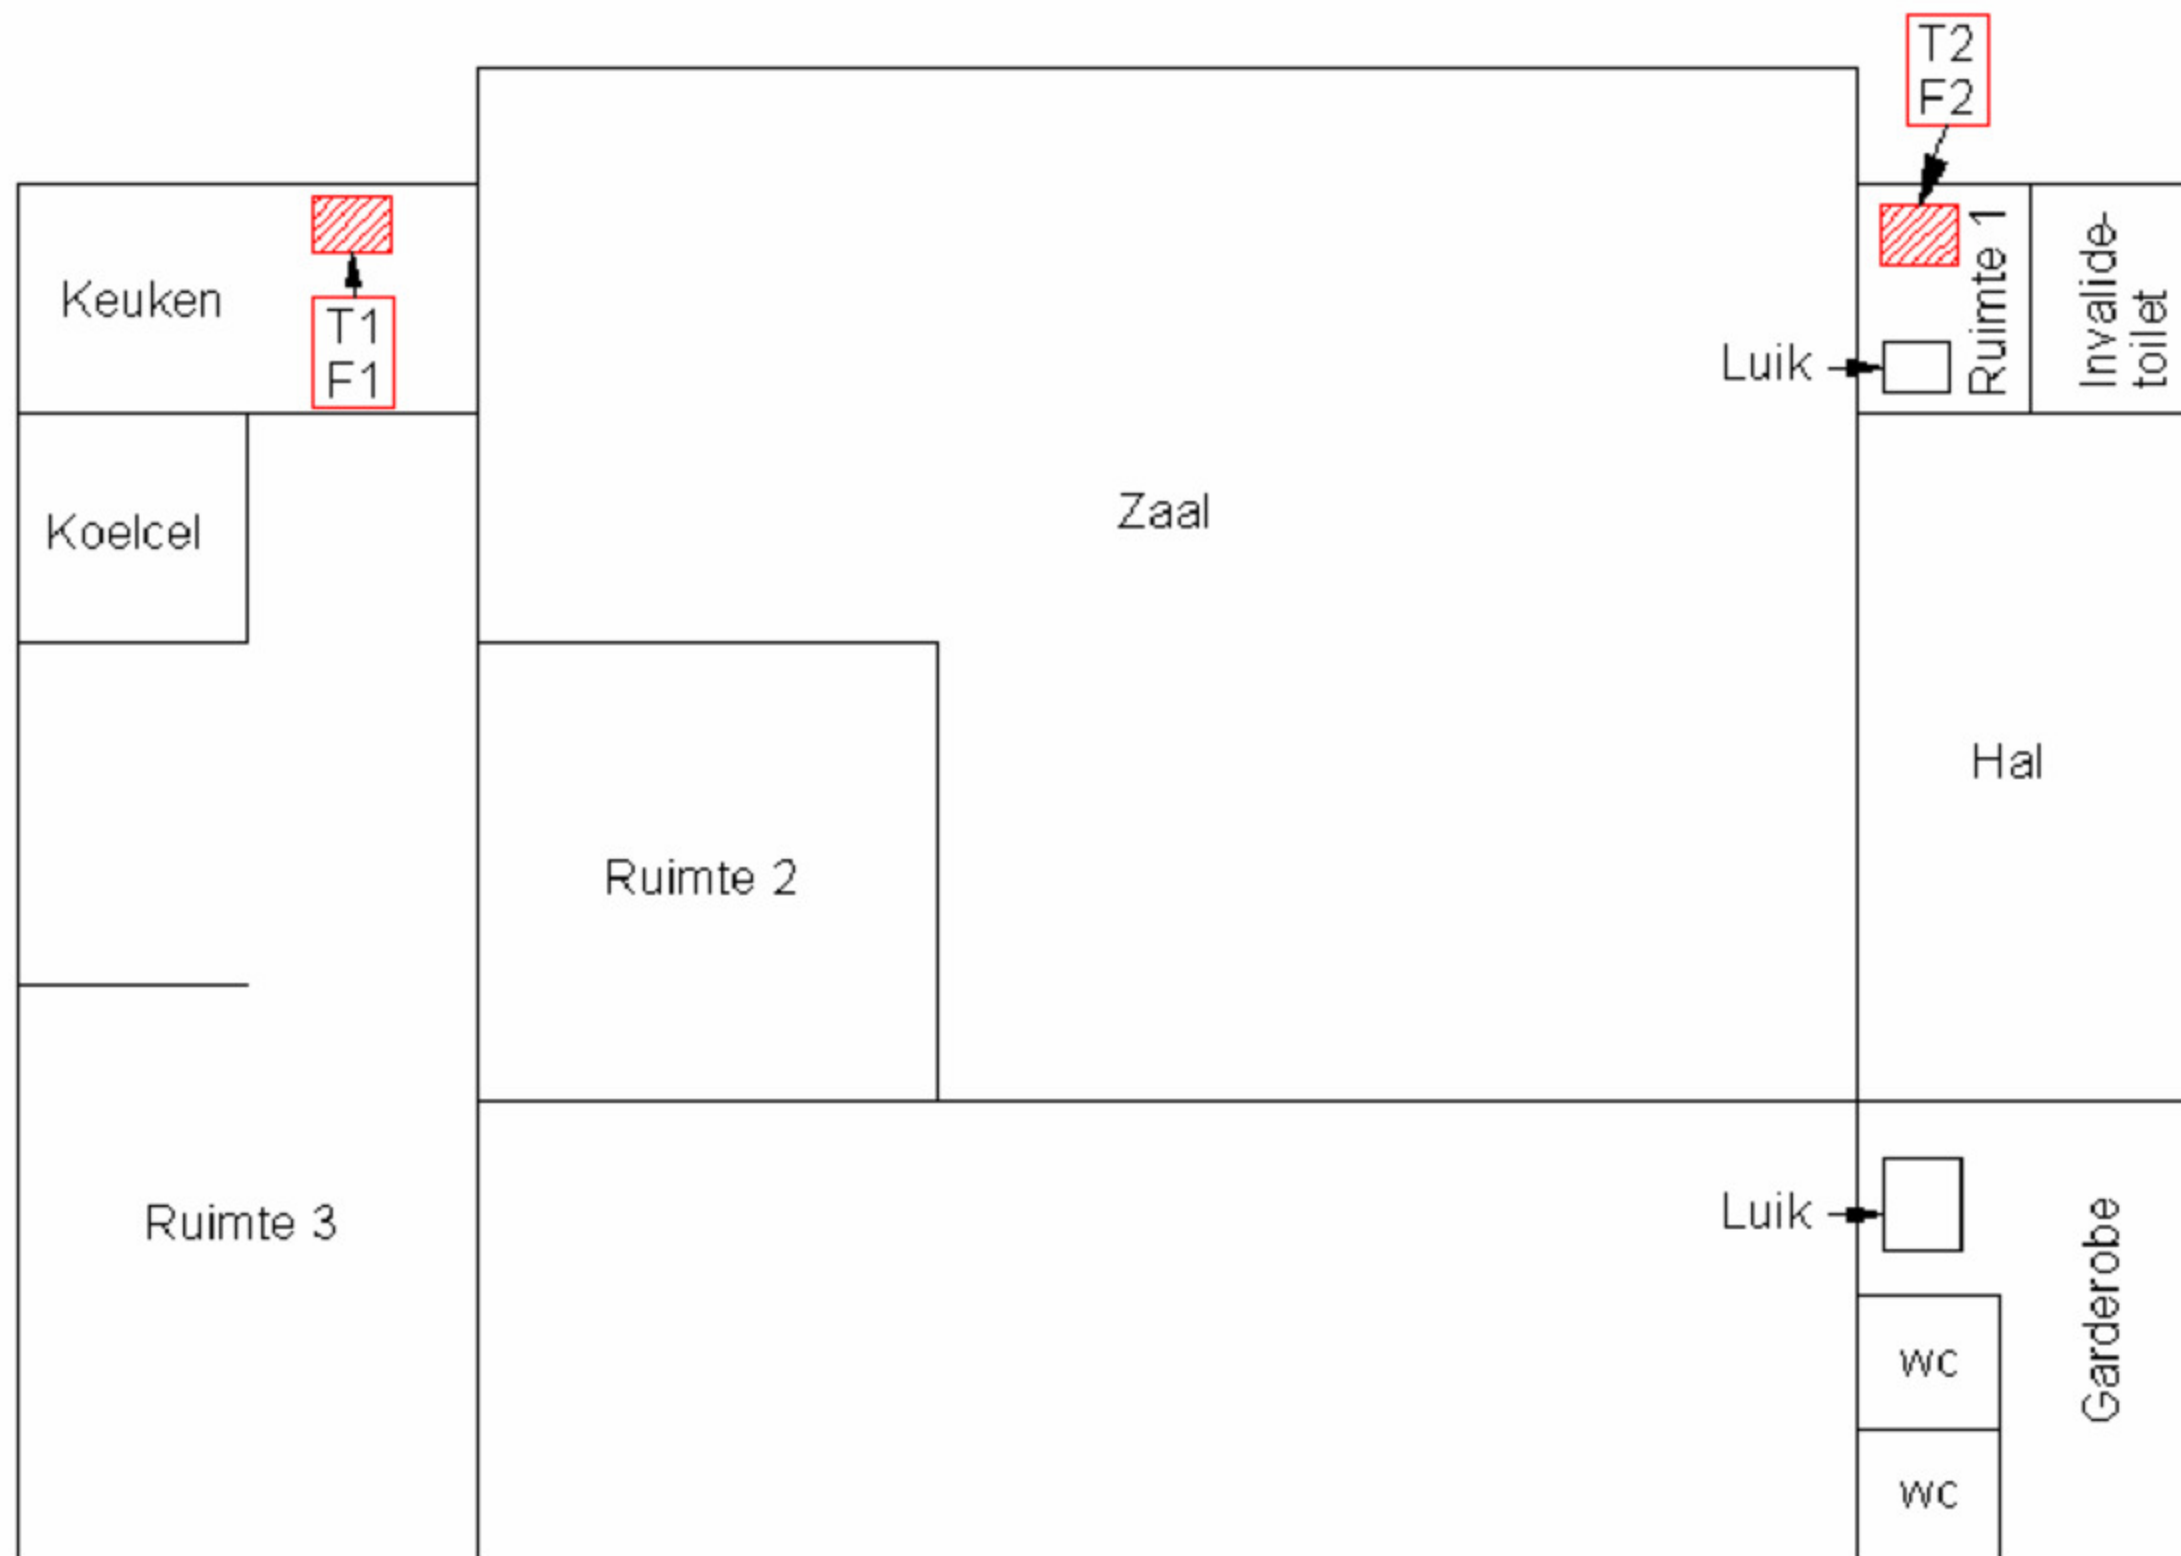 T2
F2
Keuken
T1
F1
Luik
Ruimte 1
Invalide-
toilet
Koelcel
Zaal
Hal
Ruimte 2
Ruimte 3
Luik
Garderobe
wc
wc